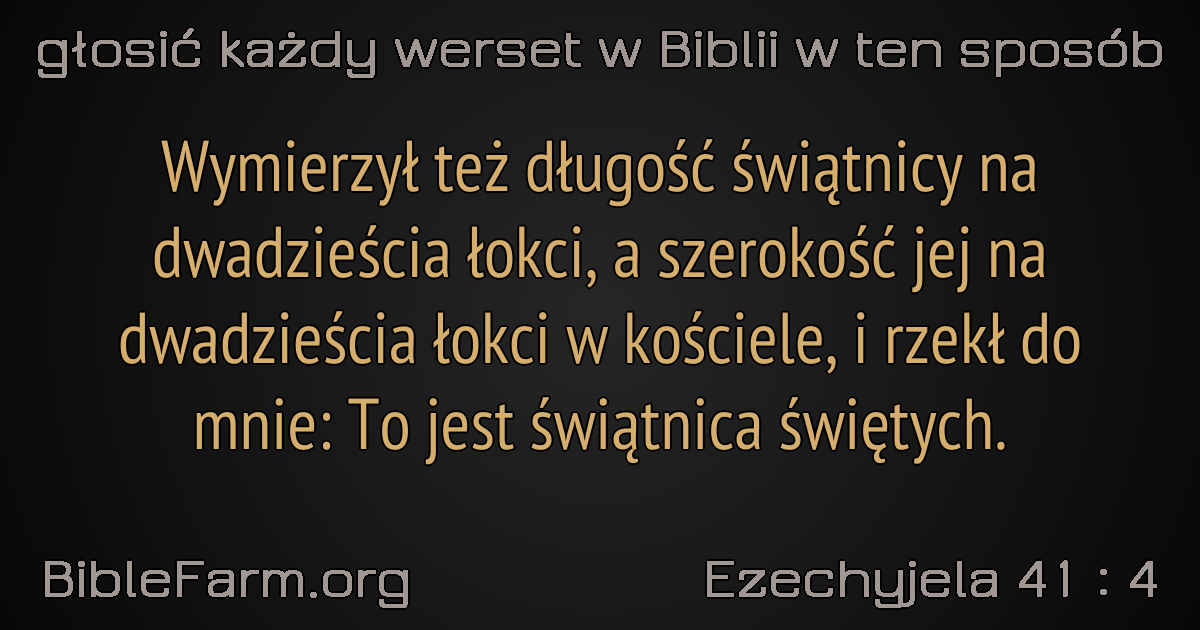 głosić każdy werset w Biblii w ten sposób
Wymierzył też długość świątnicy na
dwadzieścia łokci, a szerokość jej na
dwadzieścia łokci w kościele, i rzekł do
mnie: To jest świątnica świętych.
BibleFarm.org
Ezechyjela 41 : 4